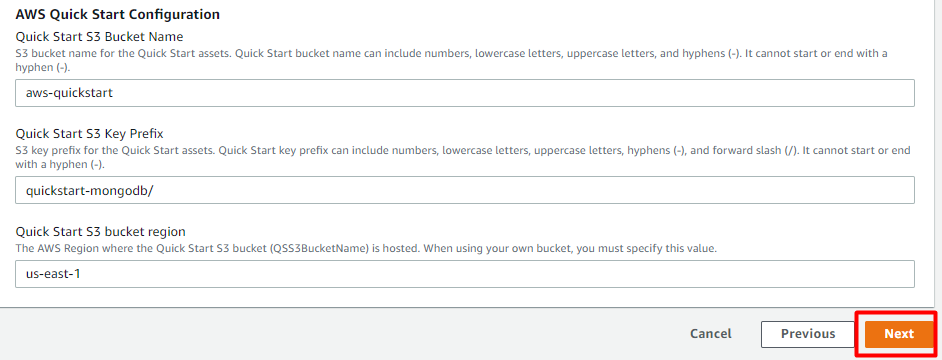 AWS Quick Start Configuration
Quick Start S3 Bucket Name
S3 bucket name for the Quick Start assets. Quick Start bucket name can include numbers, lowercase letters, uppercase letters, and hyphens (-). It cannot start or end with a
hyphen (-).
aws-quickstart
Quick Start S3 Key Prefix
S3 key prefix for the Quick Start assets. Quick Start key prefix can include numbers, lowercase letters, uppercase letters, hyphens (-), and forward slash (/). It cannot start or end
with a hyphen (-).
quickstart-mongodb/
Quick Start S3 bucket region
The AWS Region where the Quick Start S3 bucket (QSS3BucketName) is hosted. When using your own bucket, you must specify this value.
us-east-1
Cancel Previous Next